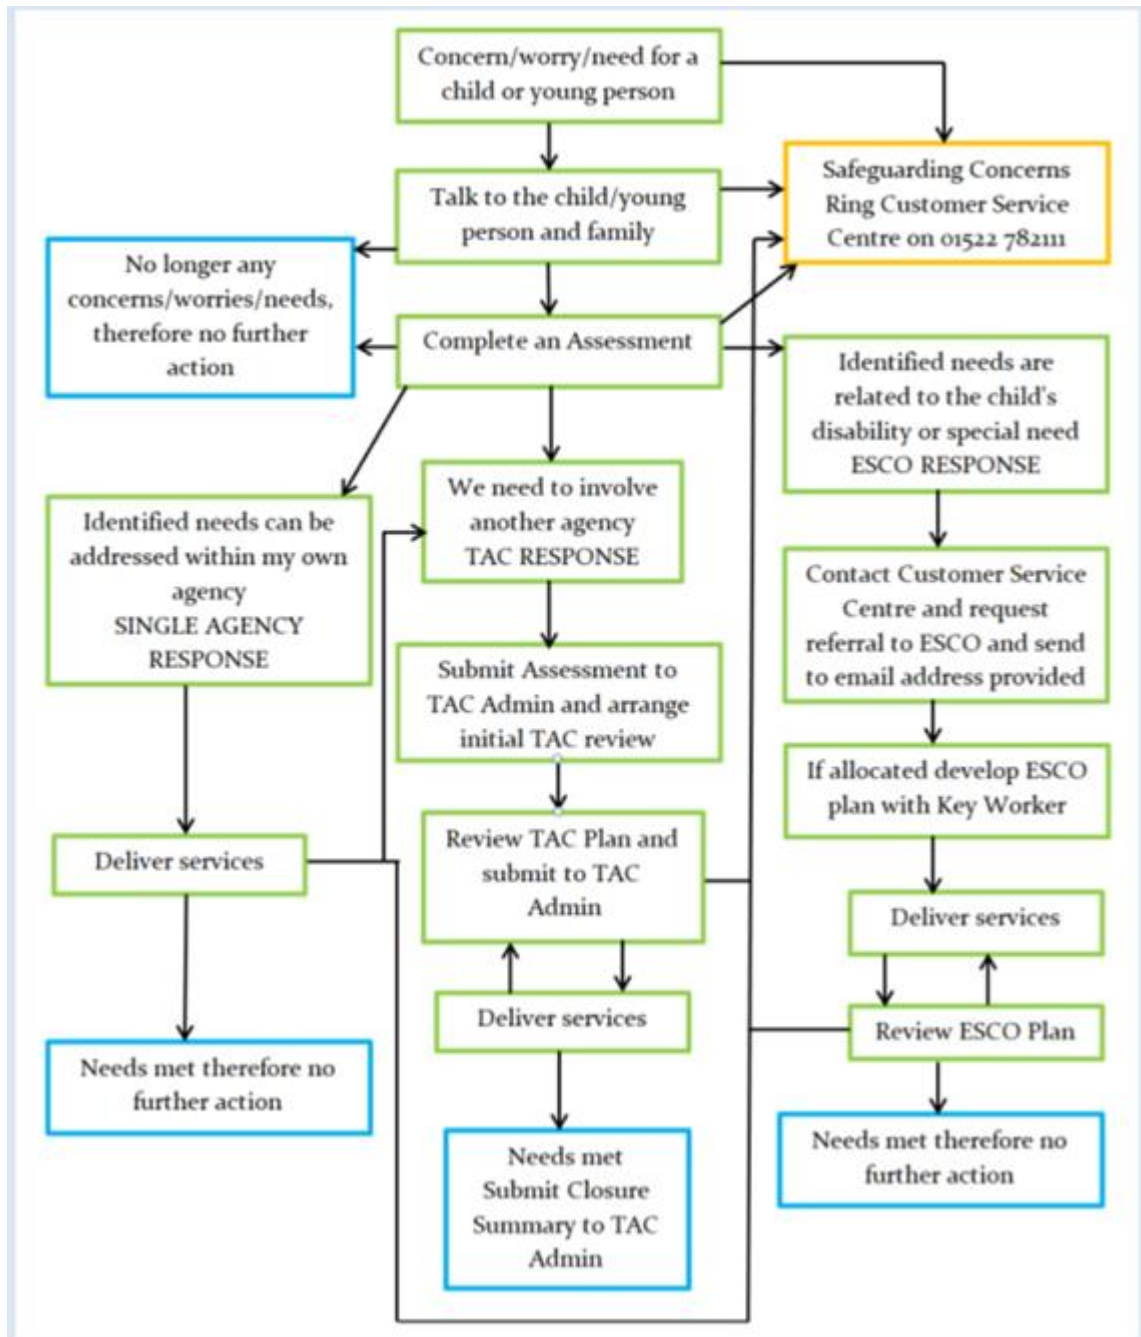 Concern/worry/need for a
child or young person
Talk to the child/young
person and family
Safeguarding Concerns
Ring Customer Service
Centre on 01522 782111
No longer any
concerns/worries/needs,
therefore no further
action
Complete an Assessment
Identified needs are
related to the child's
disability or special need
ESCO RESPONSE
Identified needs can be
addressed within my own
agency
SINGLE AGENCY
RESPONSE
We need to involve
another agency
TAC RESPONSE
Contact Customer Service
Centre and request
referral to ESCO and send
to email address provided
Submit Assessment to
TAC Admin and arrange
initial TAC review
If allocated develop ESCO
plan with Key Worker
Deliver services
Review TAC Plan and
submit to TAC
Admin
Deliver services
Deliver services
Review ESCO Plan
Needs met therefore no
further action
Needs met
Submit Closure
Summary to TAC
Admin
Needs met therefore no
further action